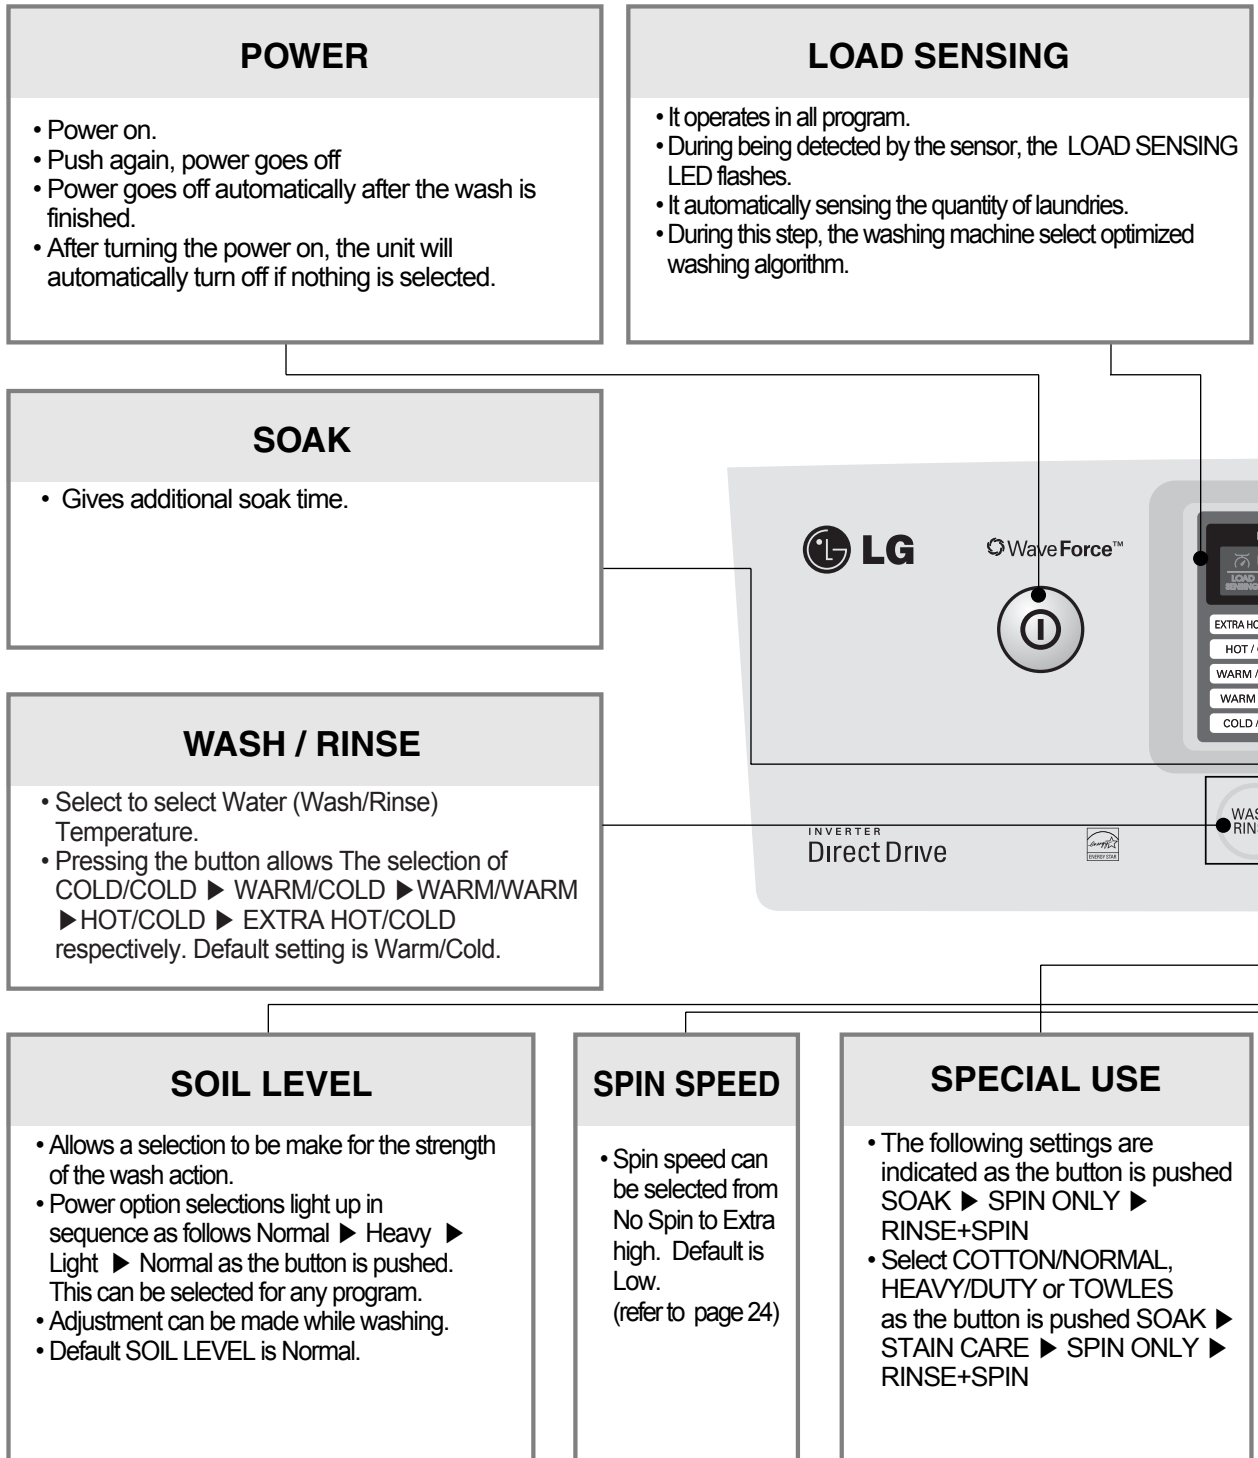 POWER
• Power on.
• Push again, power goes off
• Power goes off automatically after the wash is
finished.
• After turning the power on, the unit will
automatically turn off if nothing is selected.
LOAD SENSING
• It operates in all program.
• During being detected by the sensor, the LOAD SENSING
LED flashes.
• It automatically sensing the quantity of laundries.
• During this step, the washing machine select optimized
washing algorithm.
SOAK
• Gives additional soak time.
LG
WaveForce™
LOAD
SENSING
EXTRA HO
HOT /
WARM /
WARM
COLD /
WASH / RINSE
• Select to select Water (Wash/Rinse)
Temperature.
• Pressing the button allows The selection of
COLD/COLD ▶ WARM/COLD ▶WARM/WARM
▶HOT/COLD ▶ EXTRA HOT/COLD
respectively. Default setting is Warm/Cold.
WAS
RIN
INVERTER
Direct Drive
energy
ENERGY STAR
SOIL LEVEL
• Allows a selection to be make for the strength
of the wash action.
• Power option selections light up in
sequence as follows Normal ▶ Heavy ▶
Light ▶ Normal as the button is pushed.
This can be selected for any program.
• Adjustment can be made while washing.
• Default SOIL LEVEL is Normal.
SPIN SPEED
• Spin speed can
be selected from
No Spin to Extra
high. Default is
Low.
(refer to page 24)
SPECIAL USE
• The following settings are
indicated as the button is pushed
SOAK ▶ SPIN ONLY ▶
RINSE+SPIN
• Select COTTON/NORMAL,
HEAVY/DUTY or TOWLES
as the button is pushed SOAK ▶
STAIN CARE ▶ SPIN ONLY ▶
RINSE+SPIN